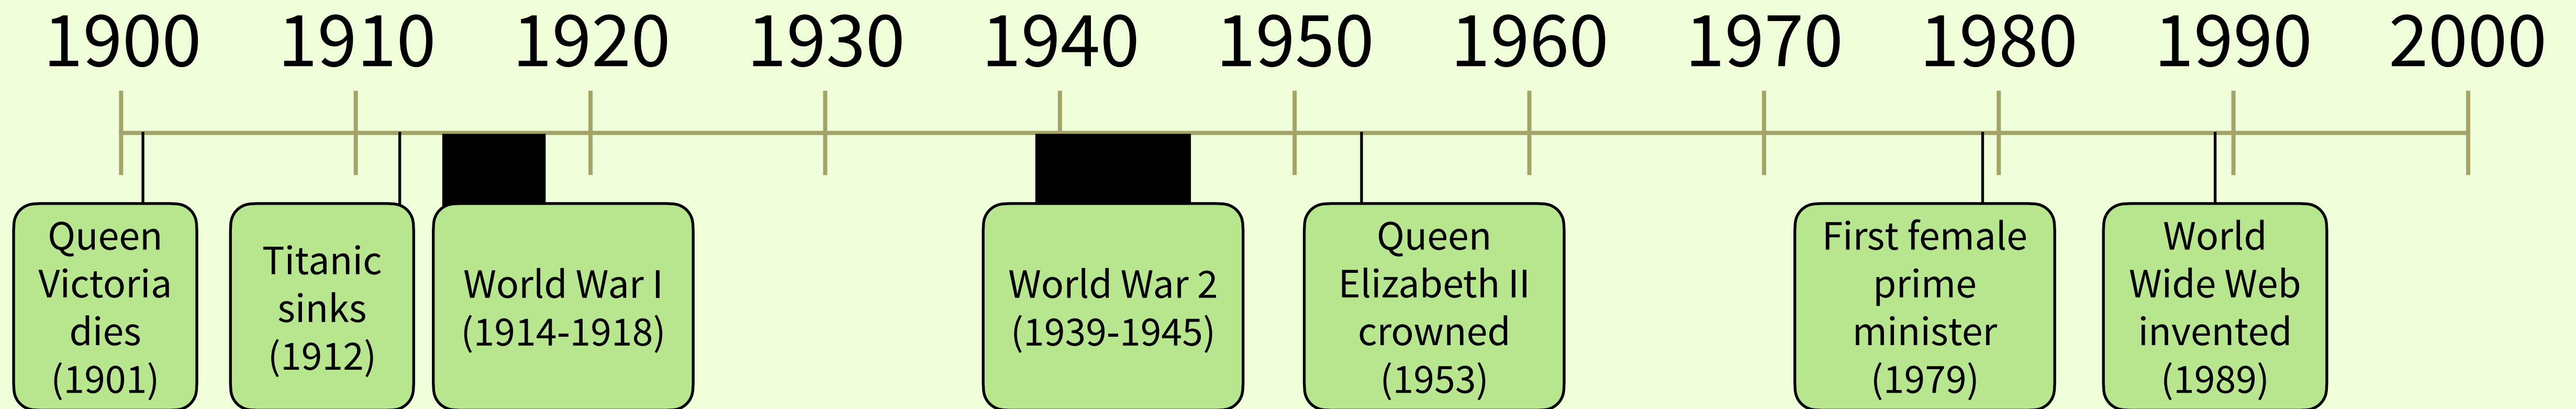 1900 1910 1920 1930 1940 1950 1960 1970 1980 1990 2000
Queen
Victoria
dies
(1901)
Titanic
sinks
(1912)
World War I
(1914-1918)
World War 2
(1939-1945)
Queen
Elizabeth II
crowned
(1953)
First female
prime
minister
(1979)
World
Wide Web
invented
(1989)